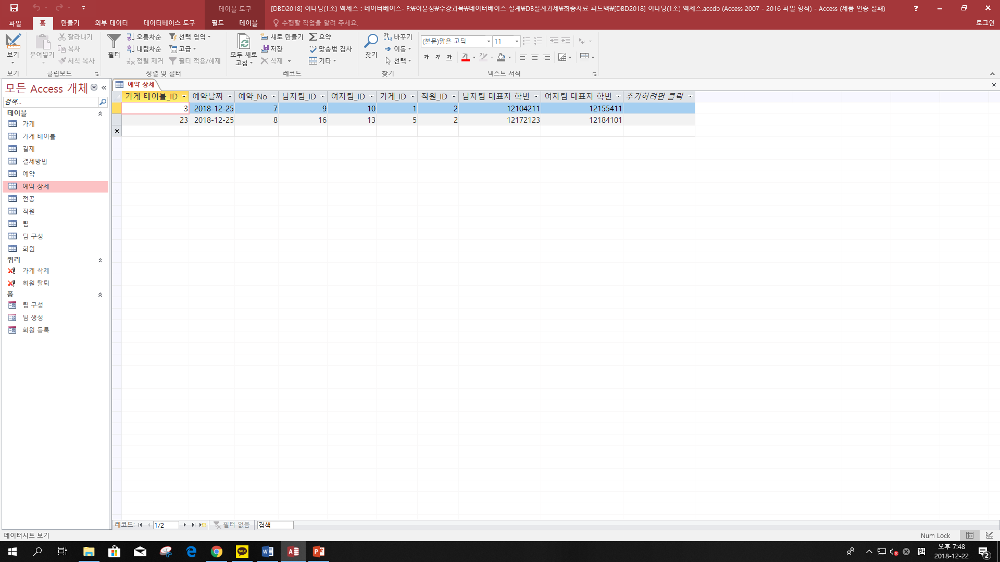 테이블 도구
[DBD2018] 이나팅(1조) 액세스 : 데이터베이스- F:₩이윤성₩수강과목₩데이터베이스 설계₩DB설계과제₩최종자료 피드백₩[DBD2018] 이나팅(1조) 액세스.accdb (Access 2007 - 2016 파일 형식) - Access (제품 인증 실패)
?
파일 홈 만들기 외부 데이터 데이터베이스 도구 필드 테이블 수행할 작업을 알려 주세요.
로그인
보기
보기
붙여넣기
잘라내기
복사
서식 복사
클립보드
필터
오름차순
내림차순
정렬 제거
선택 영역
고급
필터 적용/해제
정렬 및 필터
모두 새로
고침
새로 만들기
저장
삭제
요약
맞춤법 검사
기타
레코드
찾기
바꾸기
이동
선택
찾기
(본문)맑은 고딕
11
가 가 가 가
텍스트 서식
모든 Access 개체
검색...
테이블
가게
가게 테이블
결제
결제방법
예약
예약 상세
전공
직원
팀
팀 구성
회원
쿼리
가게 삭제
회원 탈퇴
폼
팀 구성
팀 생성
회원 등록
예약 상세
가게 테이블_ID 예약날짜 예약_No 남자팀_ID 여자팀_ID 가게_ID 직원_ID 남자팀 대표자 학번 여자팀 대표자 학번 추가하려면 클릭
3 2018-12-25 7 9 10 1 2 12104211 12155411
23 2018-12-25 8 16 13 5 2 12172123 12184101
레코드: 1/2 필터 없음 검색
데이터시트 보기
Num Lock
TALK
한
오후 7:48
2018-12-22
2